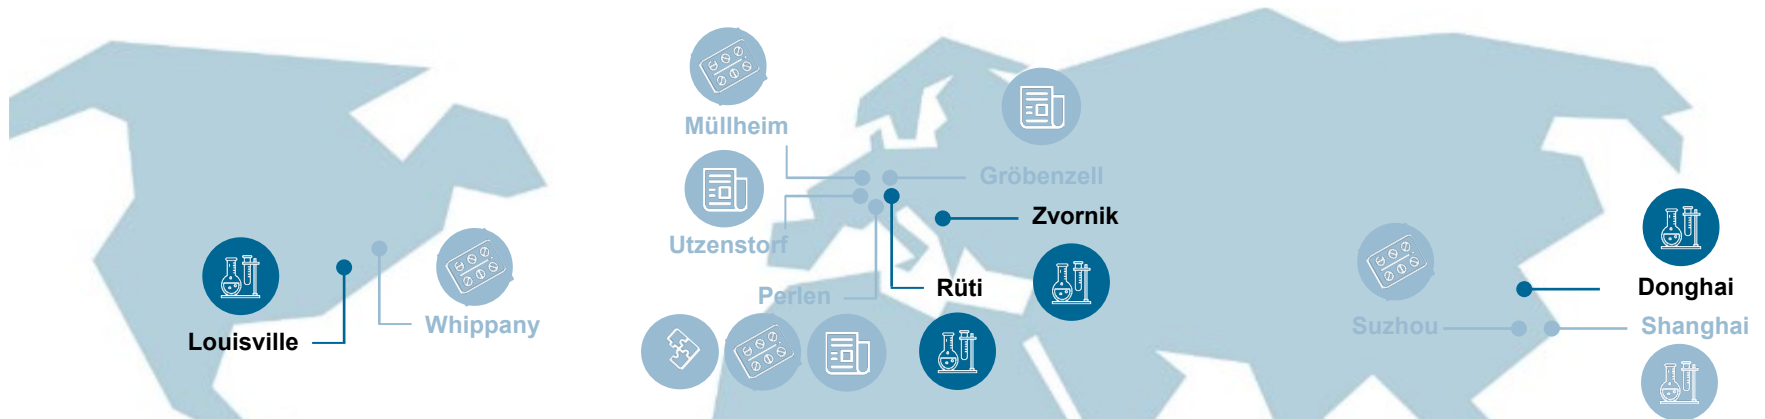 Müllheim
Gröbenzell
Zvornik
Utzenstorf
Donghai
Rüti
Perlen
Whippany
Suzhou
Shanghai
Louisville